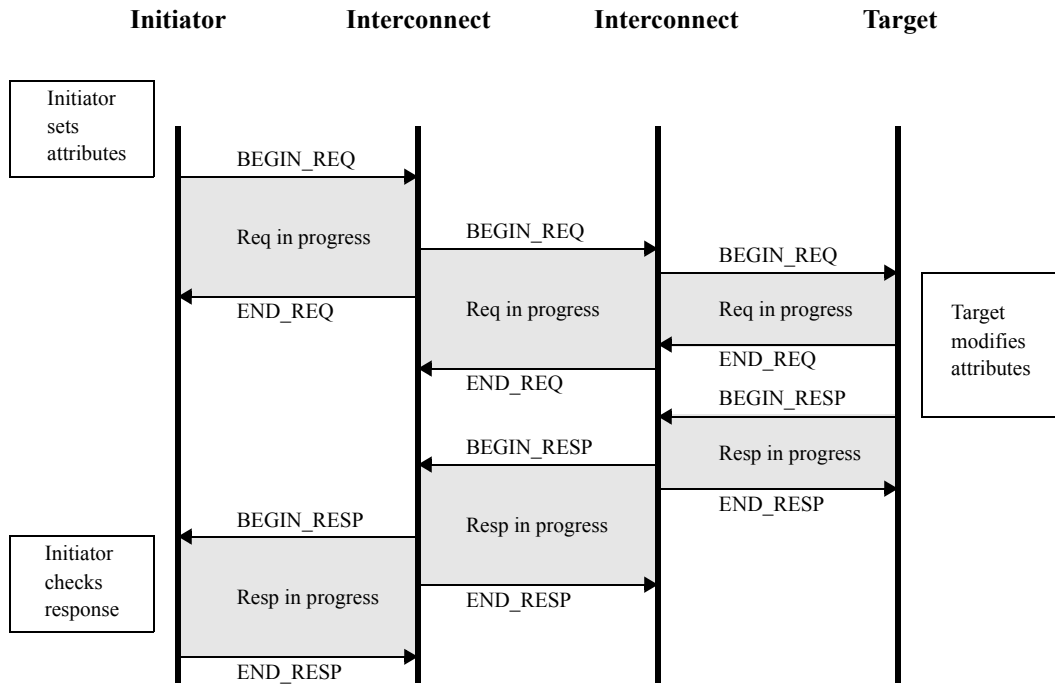 Initiator Interconnect Interconnect Target
Initiator
sets
attributes
BEGIN_REQ
Req in progress
BEGIN_REQ
BEGIN_REQ
END_REQ
Req in progress
Req in progress
Target
modifies
attributes
END_REQ
END_REQ
BEGIN_RESP
BEGIN_RESP
Resp in progress
END_RESP
BEGIN_RESP
Resp in progress
Initiator
checks
response
Resp in progress
END_RESP
END_RESP